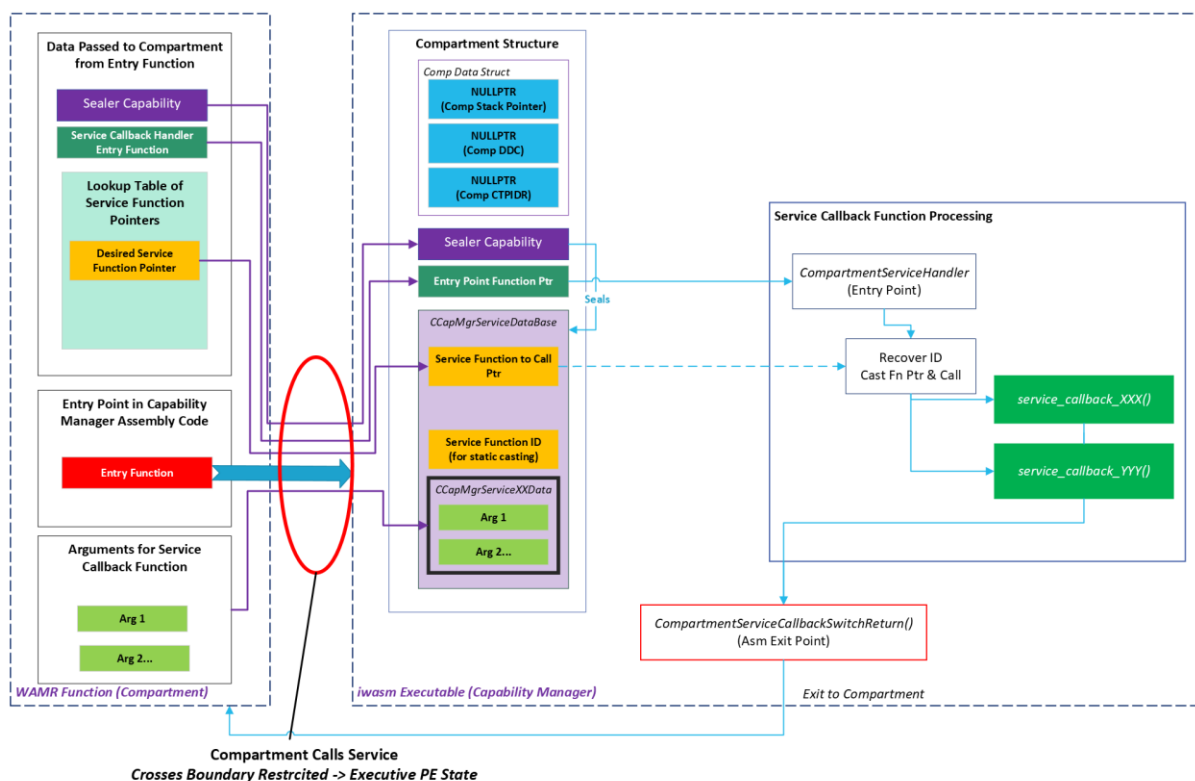 Data Passed to Compartment
from Entry Function
Sealer Capability
Service Callback Handler
Entry Function
Lookup Table of
Service Function
Pointers
Desired Service
Function Pointer
Entry Point in Capability
Manager Assembly Code
Entry Function
Arguments for Service
Callback Function
Arg 1
Arg 2...
WAMR Function (Compartment)
Compartment Structure
Comp Data Struct
NULLPTR
(Comp Stack Pointer)
NULLPTR
(Comp DDC)
NULLPTR
(Comp CTPIDR)
Sealer Capability
Entry Point Function Ptr
Seals
CCapMgrServiceDataBase
Service Function to Call
Ptr
Service Function ID
(for static casting)
CCapMgrServiceXXData
Arg 1
Arg 2...
iwasm Executable (Capability Manager)
Service Callback Function Processing
CompartmentServiceHandler
(Entry Point)
Recover ID
Cast Fn Ptr & Call
service_callback_XXX()
service_callback_YYY()
CompartmentServiceCallbackSwitchReturn()
(Asm Exit Point)
Exit to Compartment
Compartment Calls Service
Crosses Boundary Restrcited -> Executive PE State